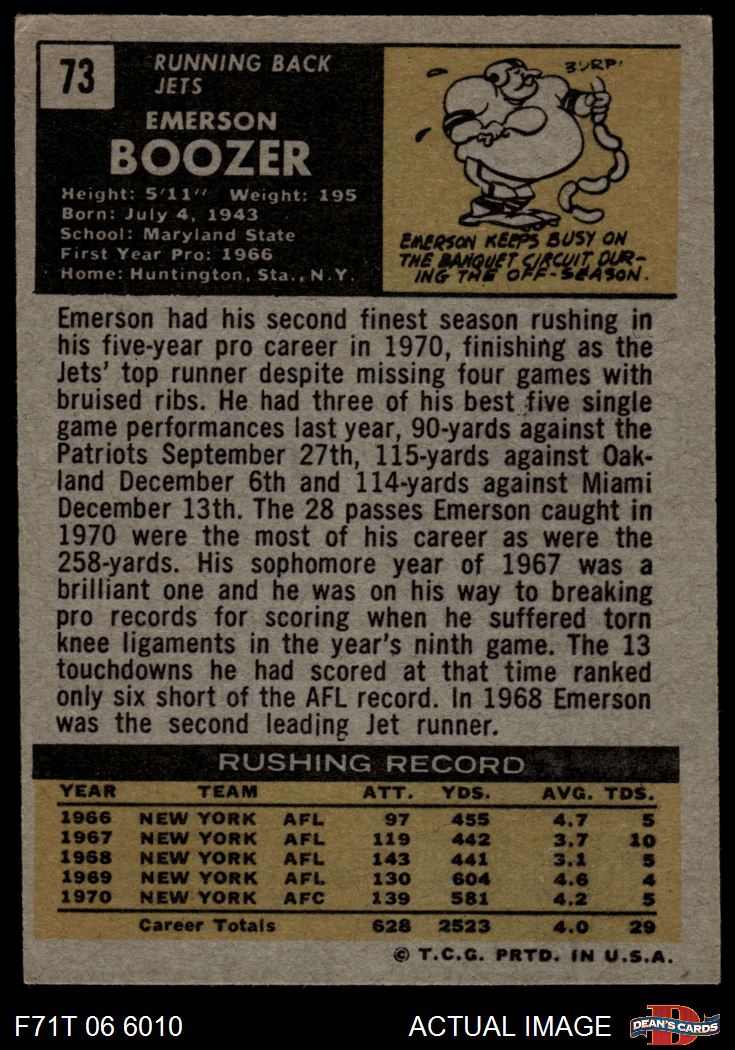 73
RUNNING BACK
JETS
EMERSON
BOOZER
Height: 5'11" Weight: 195
Born: July 4, 1943
School: Maryland State
First Year Pro: 1966
Home: Huntington, Sta., N.Y.
BURP!
EMERSON KEEPS BUSY ON
THE BANQUET CIRCUIT DUR-
ING THE OFF-SEASON.
Emerson had his second finest season rushing in
his five-year pro career in 1970, finishing as the
Jets' top runner despite missing four games with
bruised ribs. He had three of his best five single
game performances last year, 90-yards against the
Patriots September 27th, 115-yards against Oak-
land December 6th and 114-yards against Miami
December 13th. The 28 passes Emerson caught in
1970 were the most of his career as were the
258-yards. His sophomore year of 1967 was a
brilliant one and he was on his way to breaking
pro records for scoring when he suffered torn
knee ligaments in the year's ninth game. The 13
touchdowns he had scored at that time ranked
only six short of the AFL record. In 1968 Emerson
was the second leading Jet runner.
RUSHING RECORD
YEAR TEAM ATT. YDS. AVG. TDS.
1966 NEW YORK AFL 97 455 4.7 5
1967 NEW YORK AFL 119 442 3.7 10
1968 NEW YORK AFL 143 441 3.1 5
1969 NEW YORK AFL 130 604 4.6 4
1970 NEW YORK AFC 139 581 4.2 5
Career Totals 628 2523 4.0 29
© T.C.G. PRTD. IN U.S.A.
F71T 06 6010
ACTUAL IMAGE
D
DEAN'S CARDS